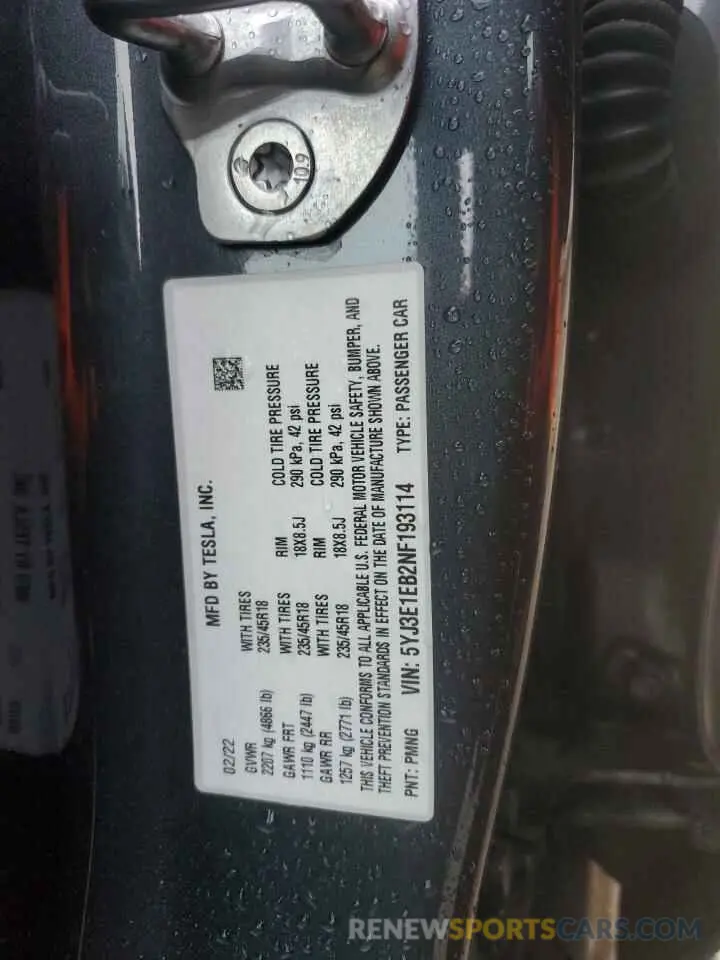 10.9
MFD BY TESLA, INC.
02/22
GVWR WITH TIRES
2207 kg (4866 lb) 235/45R18
GAWR FRT WITH TIRES RIM COLD TIRE PRESSURE
1110 kg (2447 lb) 235/45R18 18X8.5J 290 kPa, 42 psi
GAWR RR WITH TIRES RIM COLD TIRE PRESSURE
1257 kg (2771 lb) 235/45R18 18X8.5J 290 kPa, 42 psi
THIS VEHICLE CONFORMS TO ALL APPLICABLE U.S. FEDERAL MOTOR VEHICLE SAFETY, BUMPER, AND
THEFT PREVENTION STANDARDS IN EFFECT ON THE DATE OF MANUFACTURE SHOWN ABOVE.
PNT: PMNG VIN: 5YJ3E1EB2NF193114 TYPE: PASSENGER CAR
RENEWSPORTSCARS.COM